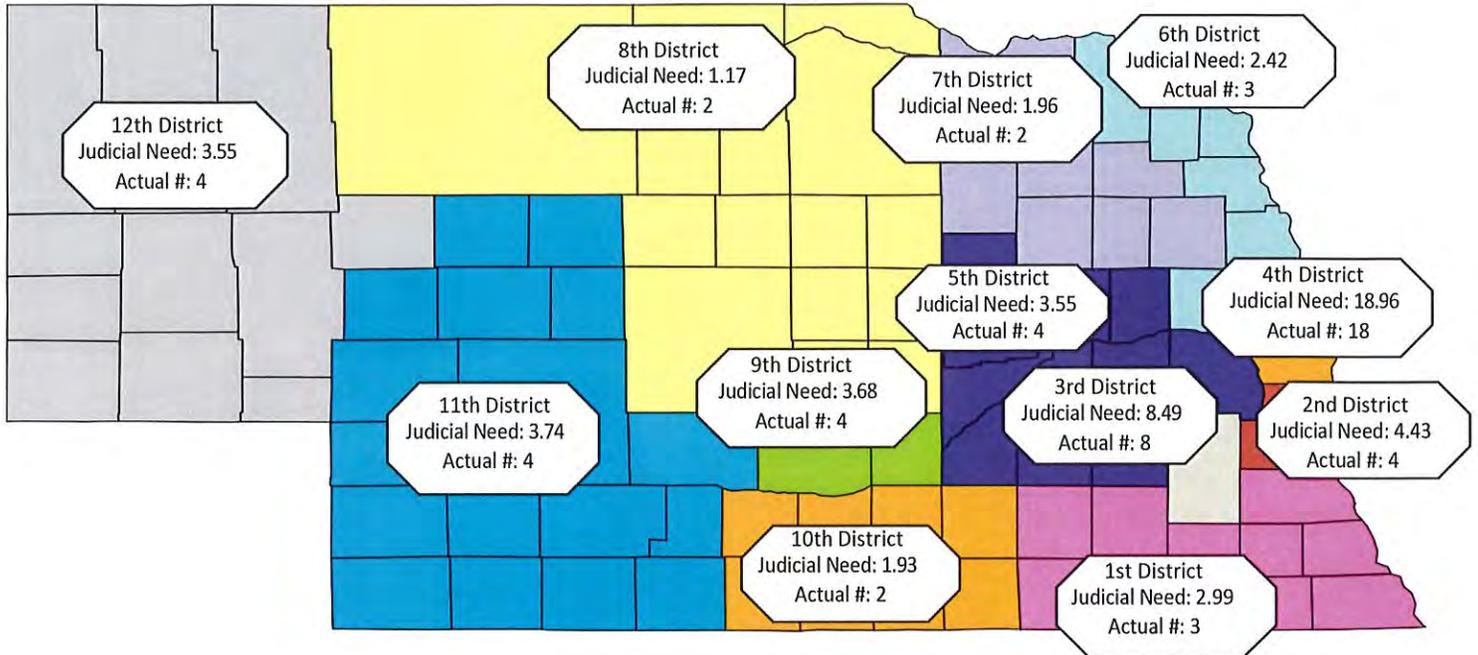 6th District
Judicial Need: 2.42
Actual #: 3
8th District
Judicial Need: 1.17
Actual #: 2
7th District
Judicial Need: 1.96
Actual #: 2
12th District
Judicial Need: 3.55
Actual #: 4
5th District
Judicial Need: 3.55
Actual #: 4
4th District
Judicial Need: 18.96
Actual #: 18
9th District
Judicial Need: 3.68
Actual #: 4
3rd District
Judicial Need: 8.49
Actual #: 8
11th District
Judicial Need: 3.74
Actual #: 4
2nd District
Judicial Need: 4.43
Actual #: 4
10th District
Judicial Need: 1.93
Actual #: 2
1st District
Judicial Need: 2.99
Actual #: 3